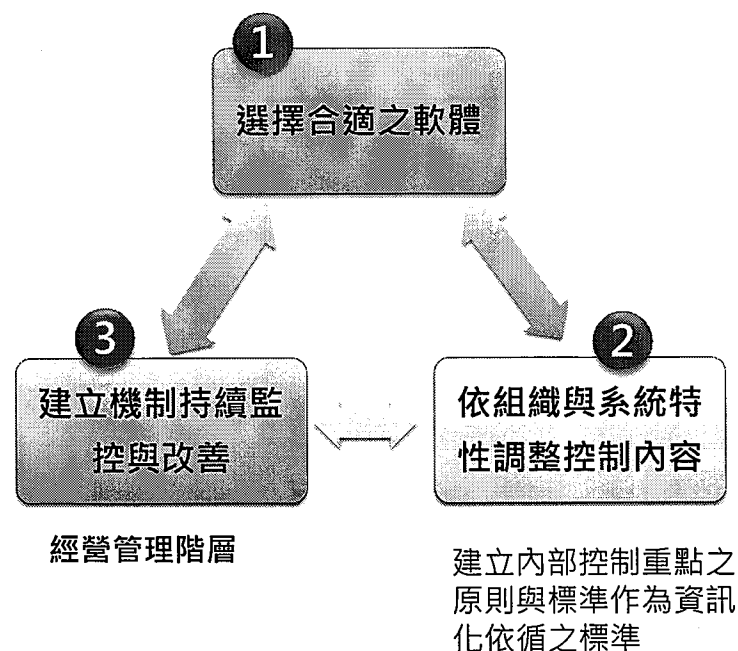 1
選擇合適之軟體
3
建立機制持續監
控與改善
經營管理階層
2
依組織與系統特
性調整控制內容
建立內部控制重點之
原則與標準作為資訊
化依循之標準